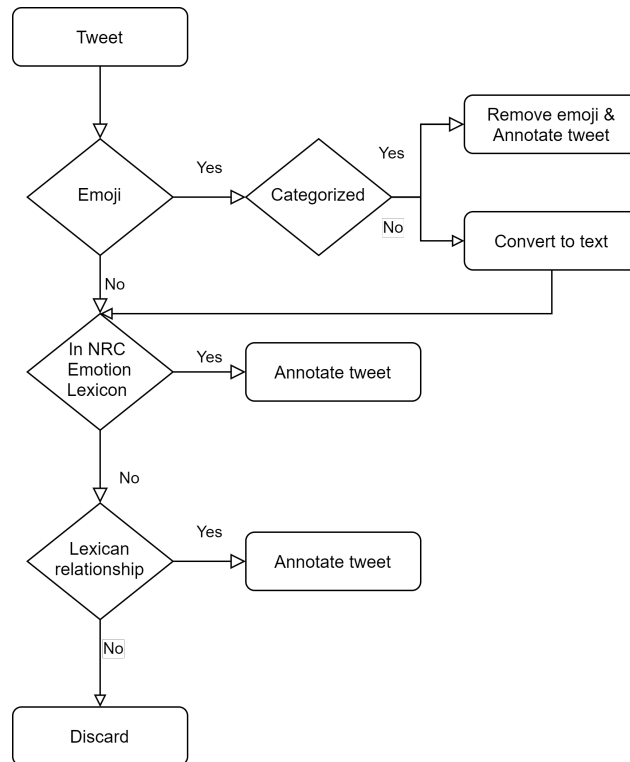 Tweet
Remove emoji &
Annotate tweet
Yes
Yes
Emoji
Categorized
No
Convert to text
No
In NRC
Emotion
Lexicon
Yes
Annotate tweet
No
Yes
Lexican
relationship
Annotate tweet
No
Discard